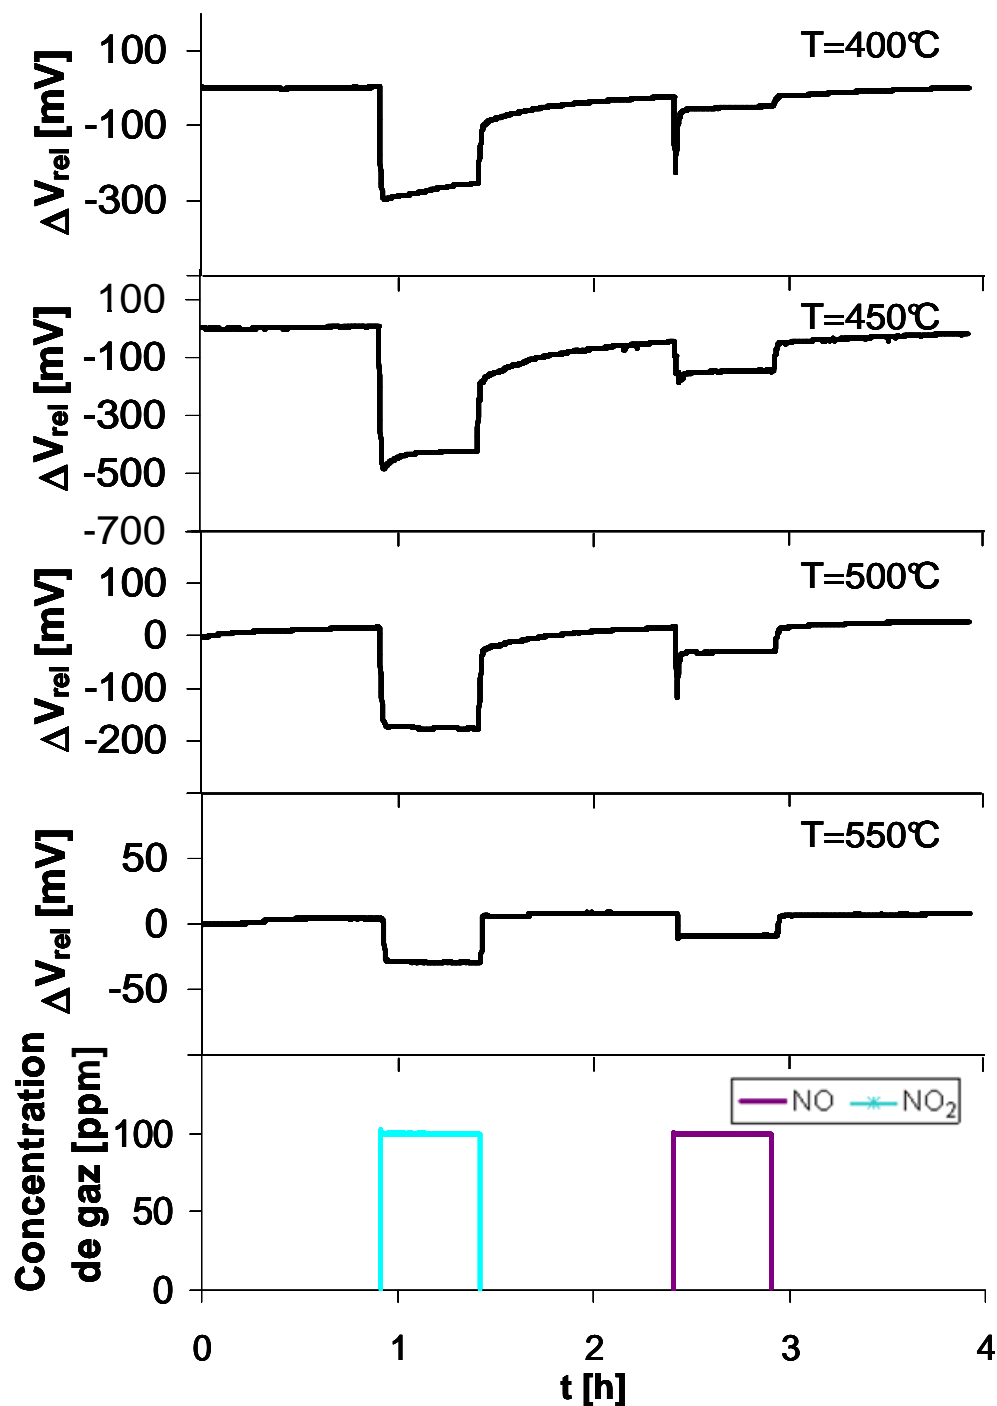 T=400°C
ΔVrel [mV]
100
-100
-300
T=450°C
ΔVrel [mV]
100
-100
-300
-500
-700
T=500°C
ΔVrel [mV]
100
0
-100
-200
T=550°C
ΔVrel [mV]
50
0
-50
Concentration
de gaz [ppm]
100
50
0
NO NO2
0 1 2 3 4
t [h]